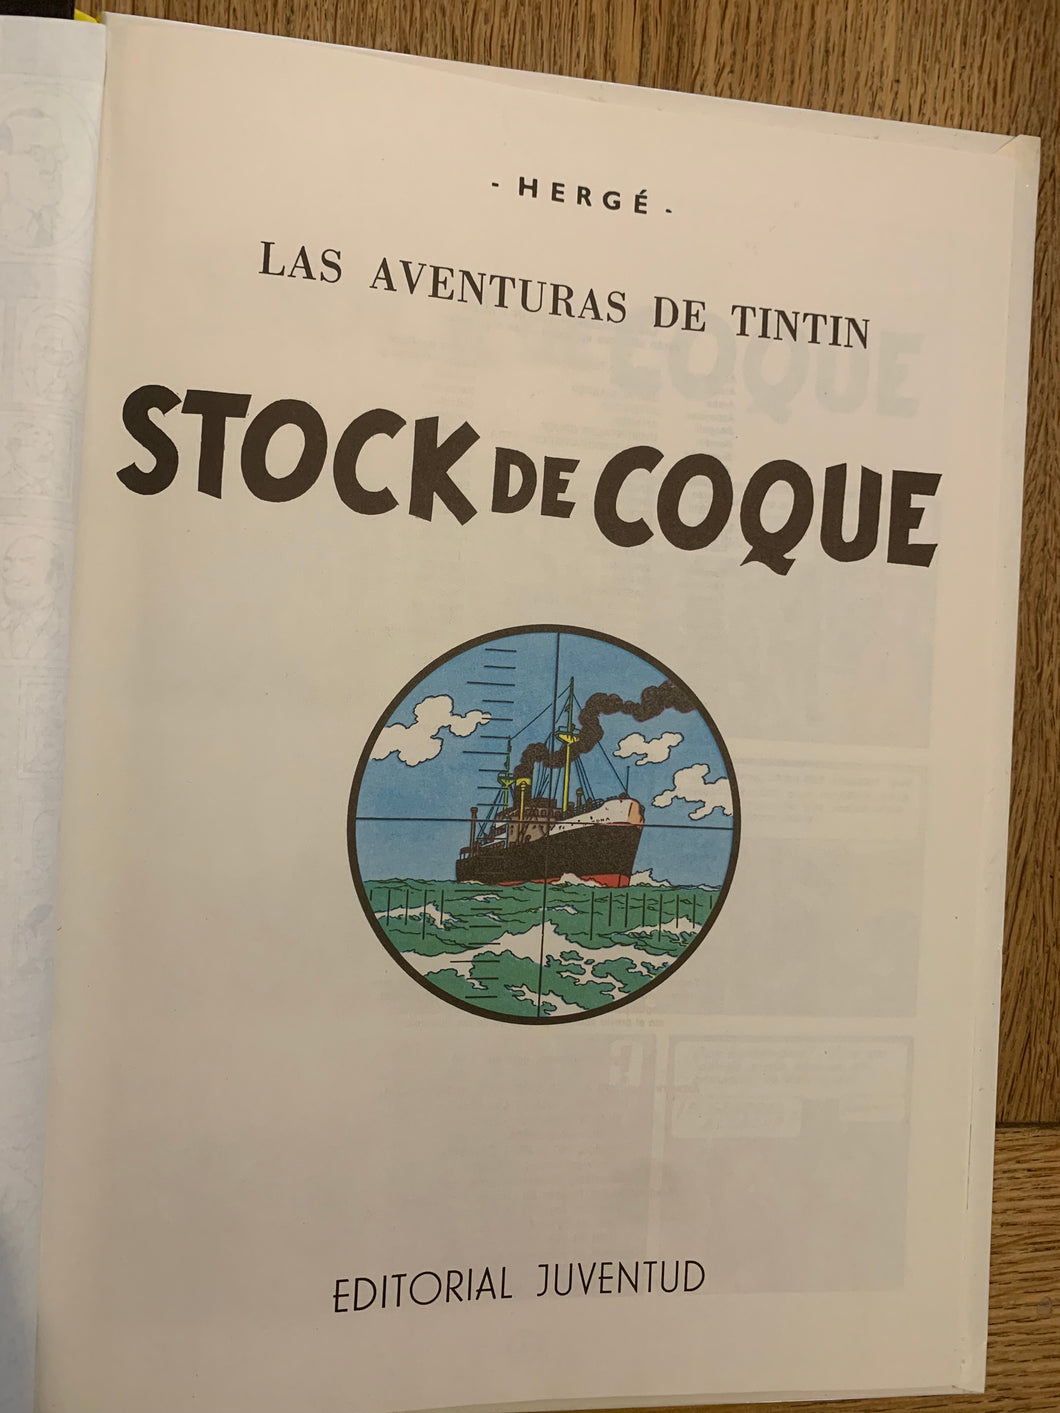 - HERGÉ -
LAS AVENTURAS DE TINTIN
STOCK DE COQUE
EDITORIAL JUVENTUD